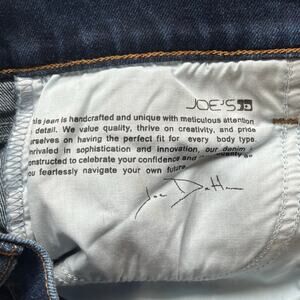 JOE'S
his jean is handcrafted and unique with meticulous attention
detail. We value quality, thrive on creativity, and pride
urselves on having the perfect fit for every body type
nrivaled in sophistication and innovation, our denim
onstructed to celebrate your confidence and
ou fearlessly navigate your own future.
Joe Dahan